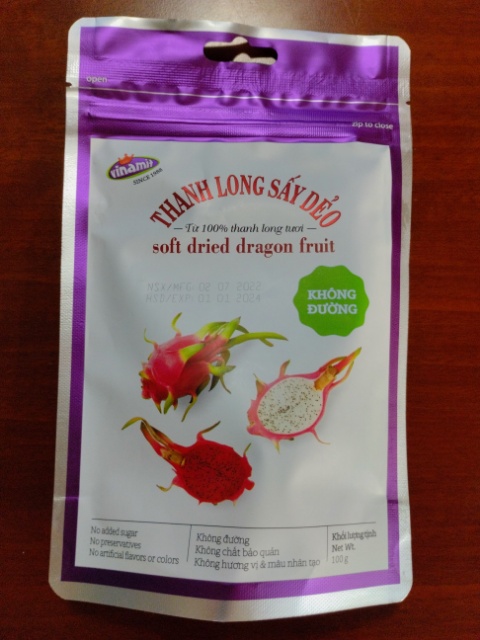 open
zip to close
vinamit
SINCE 1988
THANH LONG SẤY DẺO
Từ 100% thanh long tươi
soft dried dragon fruit
NSX/MFG: 02 07 2022
HSD/EXP: 01 01 2024
KHÔNG
ĐƯỜNG
No added sugar
No preservatives
No artificial flavors or colors
Không đường
Không chất bảo quản
Không hương vị & màu nhân tạo
Khối lượng tịnh
Net Wt.
100 g